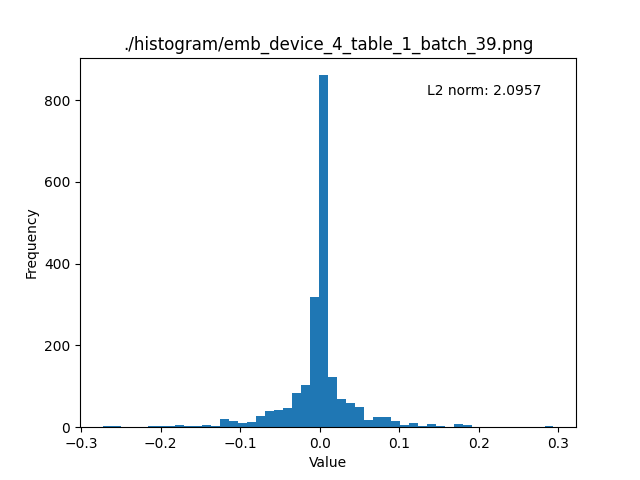 ./histogram/emb_device_4_table_1_batch_39.png
L2 norm: 2.0957
800
600
400
200
0
Frequency
−0.3 −0.2 −0.1 0.0 0.1 0.2 0.3
Value